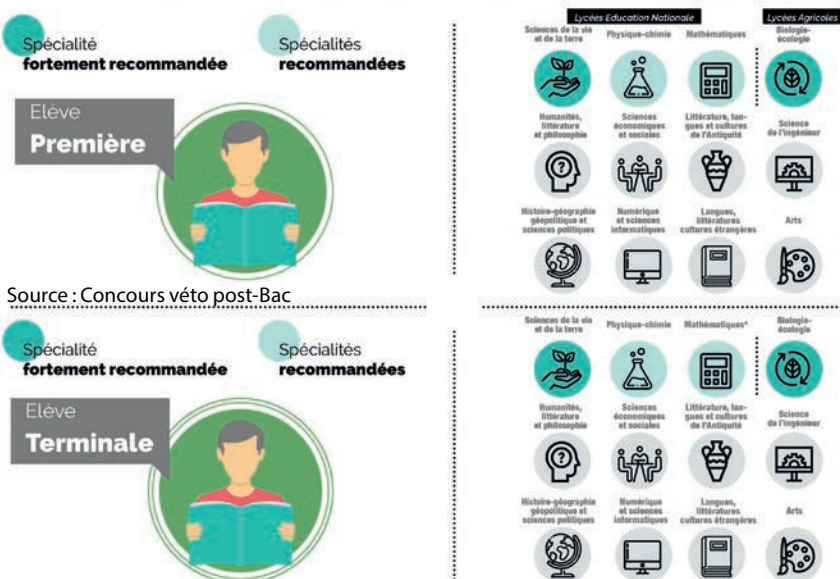 Lycées Education Nationale
Lycées Agricoles
Spécialité
fortement recommandée
Spécialités
recommandées
Elève
Première
Sciences de la vie
et de la terre
Physique-chimie
Mathématiques
Biologie-
écologie
Humanités,
littérature
et philosophie
Sciences
économiques
et sociales
Littérature, lan-
gues et cultures
de l'Antiquité
Science
de l'ingénieur
Histoire-géographie
géopolitique et
sciences politiques
Numérique
et sciences
informatiques
Langues,
littératures
cultures étrangères
Arts
Source : Concours véto post-Bac
Spécialité
fortement recommandée
Spécialités
recommandées
Elève
Terminale
Sciences de la vie
et de la terre
Physique-chimie
Mathématiques*
Biologie-
écologie
Humanités,
littérature
et philosophie
Sciences
économiques
et sociales
Littérature, lan-
gues et cultures
de l'Antiquité
Science
de l'ingénieur
Histoire-géographie
géopolitique et
sciences politiques
Numérique
et sciences
informatiques
Langues,
littératures
cultures étrangères
Arts